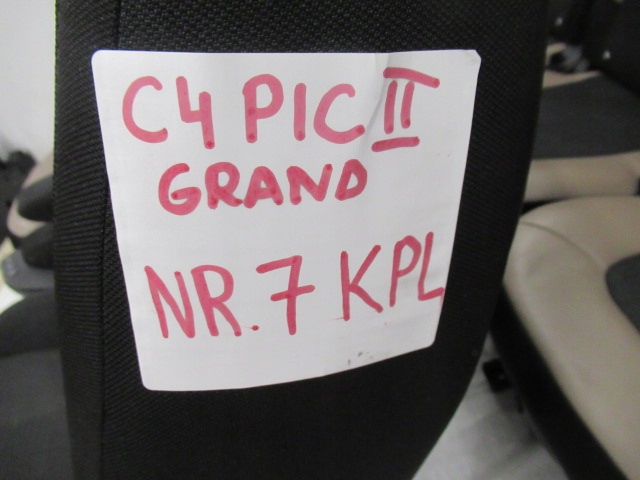 C4 PIC II
GRAND
NR.7 KPL